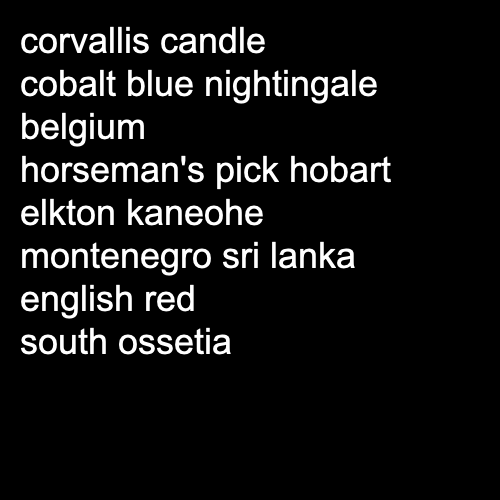 corvallis candle
cobalt blue nightingale
belgium
horseman's pick hobart
elkton kaneohe
montenegro sri lanka
english red
south ossetia